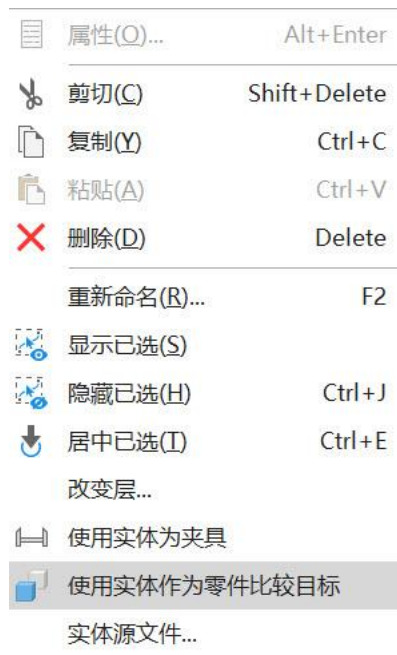 属性(O)... Alt+Enter
剪切(C) Shift+Delete
复制(Y) Ctrl+C
粘贴(A) Ctrl+V
删除(D) Delete
重新命名(R)... F2
显示已选(S)
隐藏已选(H) Ctrl+J
居中已选(T) Ctrl+E
改变层...
使用实体为夹具
使用实体作为零件比较目标
实体源文件...